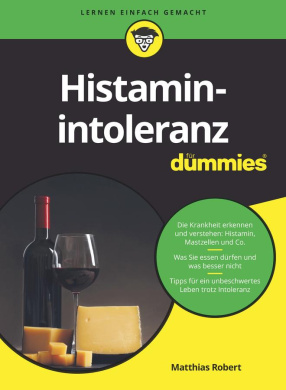 LERNEN EINFACH GEMACHT
Histamin-
intoleranz
für
dummies®
Die Krankheit erkennen
und verstehen: Histamin,
Mastzellen und Co.
Was Sie essen dürfen und
was besser nicht
Tipps für ein unbeschwertes
Leben trotz Intoleranz
Matthias Robert